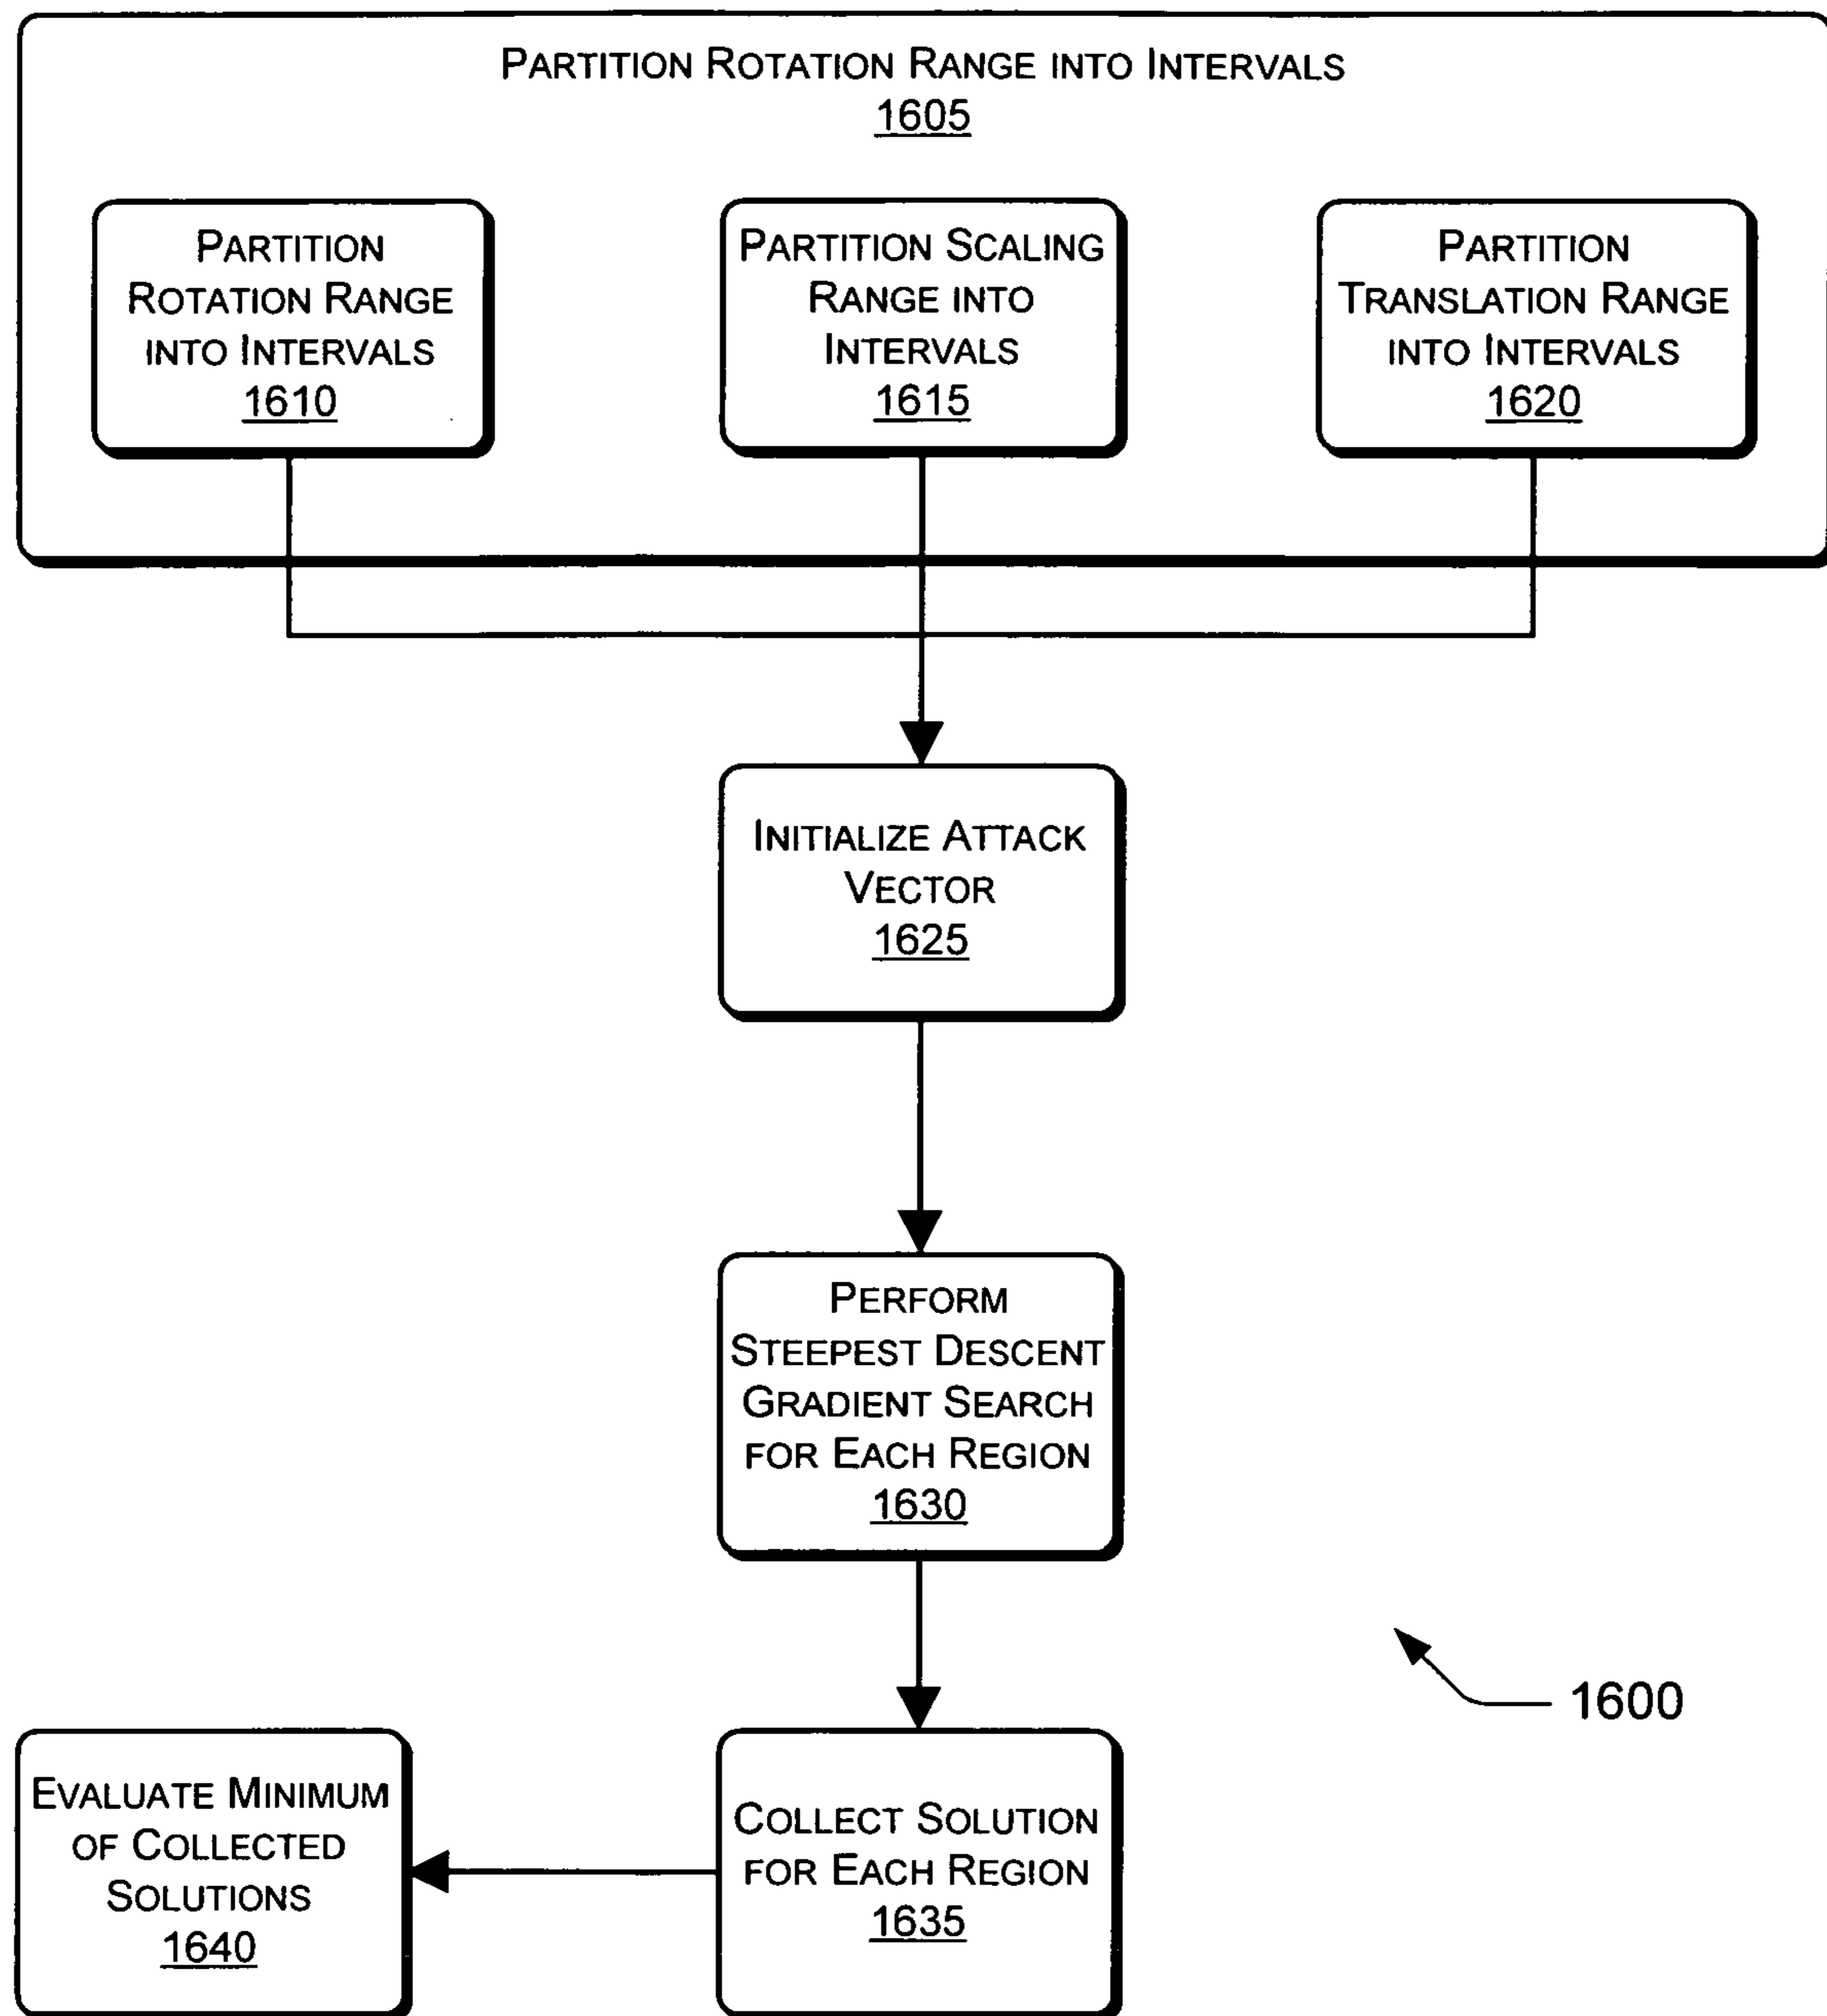 PARTITION ROTATION RANGE INTO INTERVALS
1605
PARTITION
ROTATION RANGE
INTO INTERVALS
1610
PARTITION SCALING
RANGE INTO
INTERVALS
1615
PARTITION
TRANSLATION RANGE
INTO INTERVALS
1620
INITIALIZE ATTACK
VECTOR
1625
PERFORM
STEEPEST DESCENT
GRADIENT SEARCH
FOR EACH REGION
1630
1600
EVALUATE MINIMUM
OF COLLECTED
SOLUTIONS
1640
COLLECT SOLUTION
FOR EACH REGION
1635